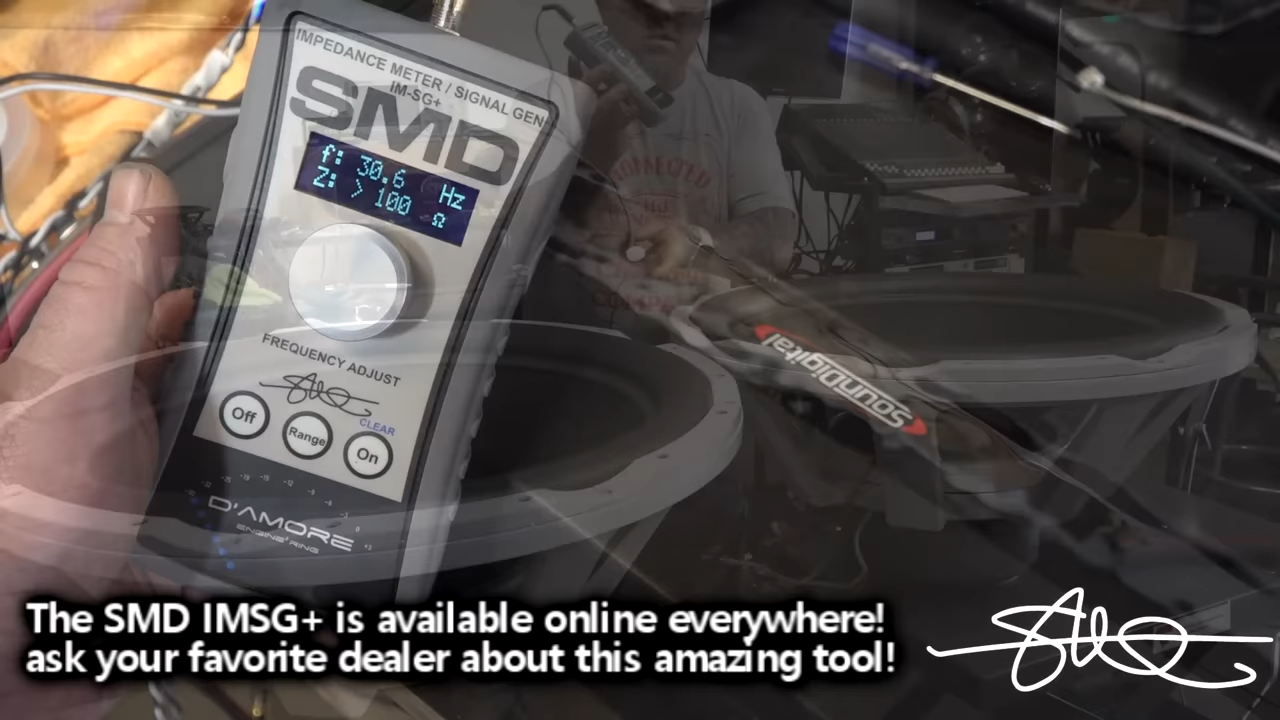 IMPEDANCE METER / SIGNAL GEN
IM-SG+
SMD
f: 30.6 Hz
Z: > 100 Ω
FREQUENCY ADJUST
CLEAR
Off
Range
On
D'AMORE
ENGINEERING
SounDigital
The SMD IMSG+ is available online everywhere!
ask your favorite dealer about this amazing tool!